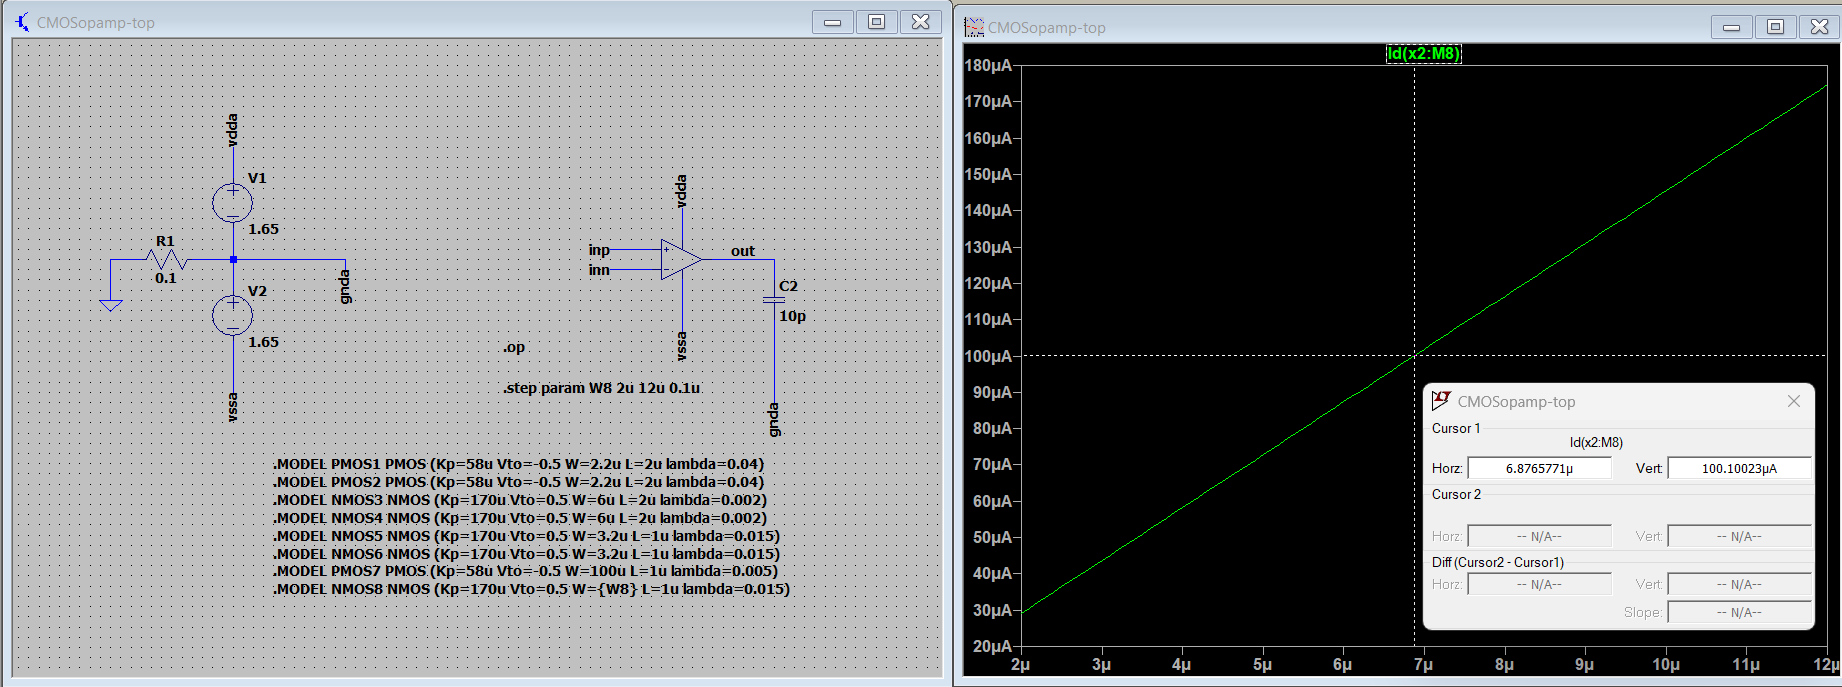 CMOSopamp-top
vdda
V1
1.65
R1
0.1
gnda
V2
1.65
vssa
vdda
inp
inn
out
C2
10p
vssa
gnda
.op
.step param W8 2u 12u 0.1u
.MODEL PMOS1 PMOS (Kp=58u Vto=-0.5 W=2.2u L=2u lambda=0.04)
.MODEL PMOS2 PMOS (Kp=58u Vto=-0.5 W=2.2u L=2u lambda=0.04)
.MODEL NMOS3 NMOS (Kp=170u Vto=0.5 W=6u L=2u lambda=0.002)
.MODEL NMOS4 NMOS (Kp=170u Vto=0.5 W=6u L=2u lambda=0.002)
.MODEL NMOS5 NMOS (Kp=170u Vto=0.5 W=3.2u L=1u lambda=0.015)
.MODEL NMOS6 NMOS (Kp=170u Vto=0.5 W=3.2u L=1u lambda=0.015)
.MODEL PMOS7 PMOS (Kp=58u Vto=-0.5 W=100u L=1u lambda=0.005)
.MODEL NMOS8 NMOS (Kp=170u Vto=0.5 W={W8} L=1u lambda=0.015)
CMOSopamp-top
Id(x2:M8)
180µA
170µA
160µA
150µA
140µA
130µA
120µA
110µA
100µA
90µA
80µA
70µA
60µA
50µA
40µA
30µA
20µA
2µ 3µ 4µ 5µ 6µ 7µ 8µ 9µ 10µ 11µ 12µ
CMOSopamp-top
Cursor 1
Id(x2:M8)
Horz: 6.8765771µ Vert: 100.10023µA
Cursor 2
Horz: -- N/A-- Vert: -- N/A--
Diff (Cursor2 - Cursor1)
Horz: -- N/A-- Vert: -- N/A--
Slope: -- N/A--